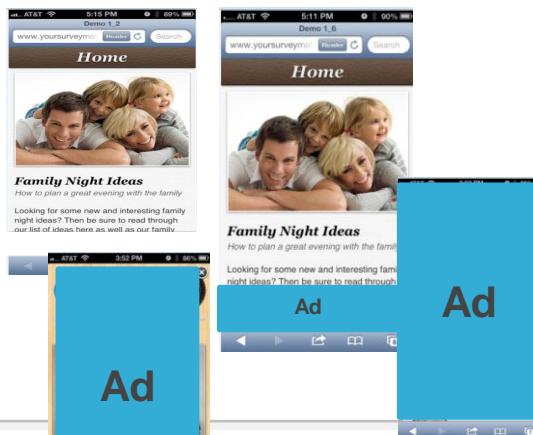 AT&T 5:15 PM 89%
Demo 1_2
www.yoursurveymo Reader Search
Home
Family Night Ideas
How to plan a great evening with the family
Looking for some new and interesting family
night ideas? Then be sure to read through
our list of ideas here as well as our family
AT&T 5:11 PM 90%
Demo 1_6
www.yoursurveymo Reader Search
Home
Family Night Ideas
How to plan a great evening with the family
Looking for some new and interesting fami
night ideas? Then be sure to read through
Ad
AT&T 3:52 PM 86%
Ad
Ad